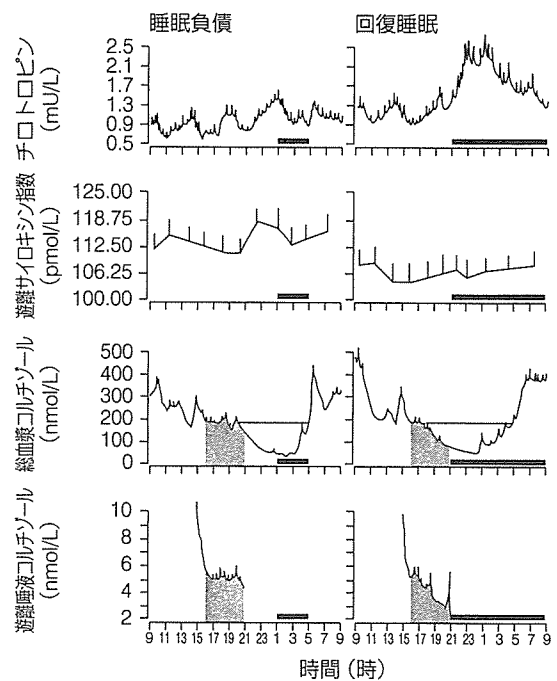 睡眠負債
回復睡眠
チロトロピン
(mU/L)
2.5
2.1
1.7
1.3
0.9
0.5
遊離サイロキシン指数
(pmol/L)
125.00
118.75
112.50
106.25
100.00
総血漿コルチゾール
(nmol/L)
500
400
300
200
100
0
遊離唾液コルチゾール
(nmol/L)
10
8
6
4
2
9 11 13 15 17 19 21 23 1 3 5 7 9
9 11 13 15 17 19 21 23 1 3 5 7 9
時間(時)